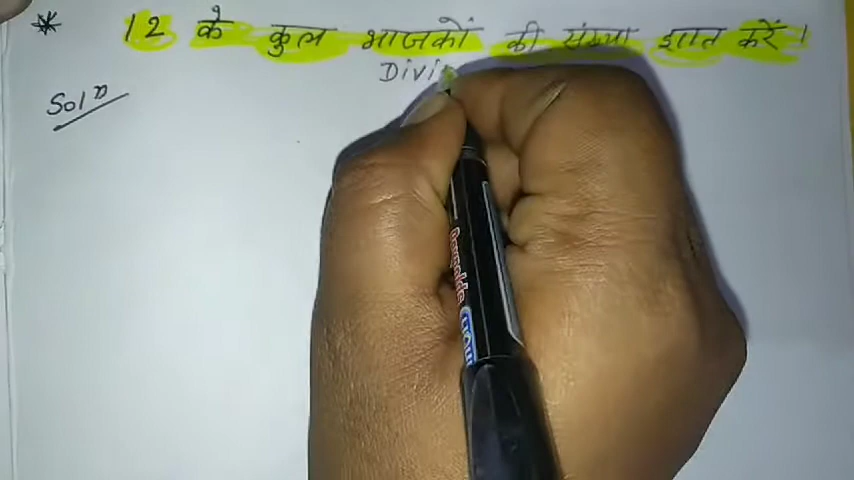 * 12 के कुल भाजकों की संख्या ज्ञात करें।
Divi
Solⁿ